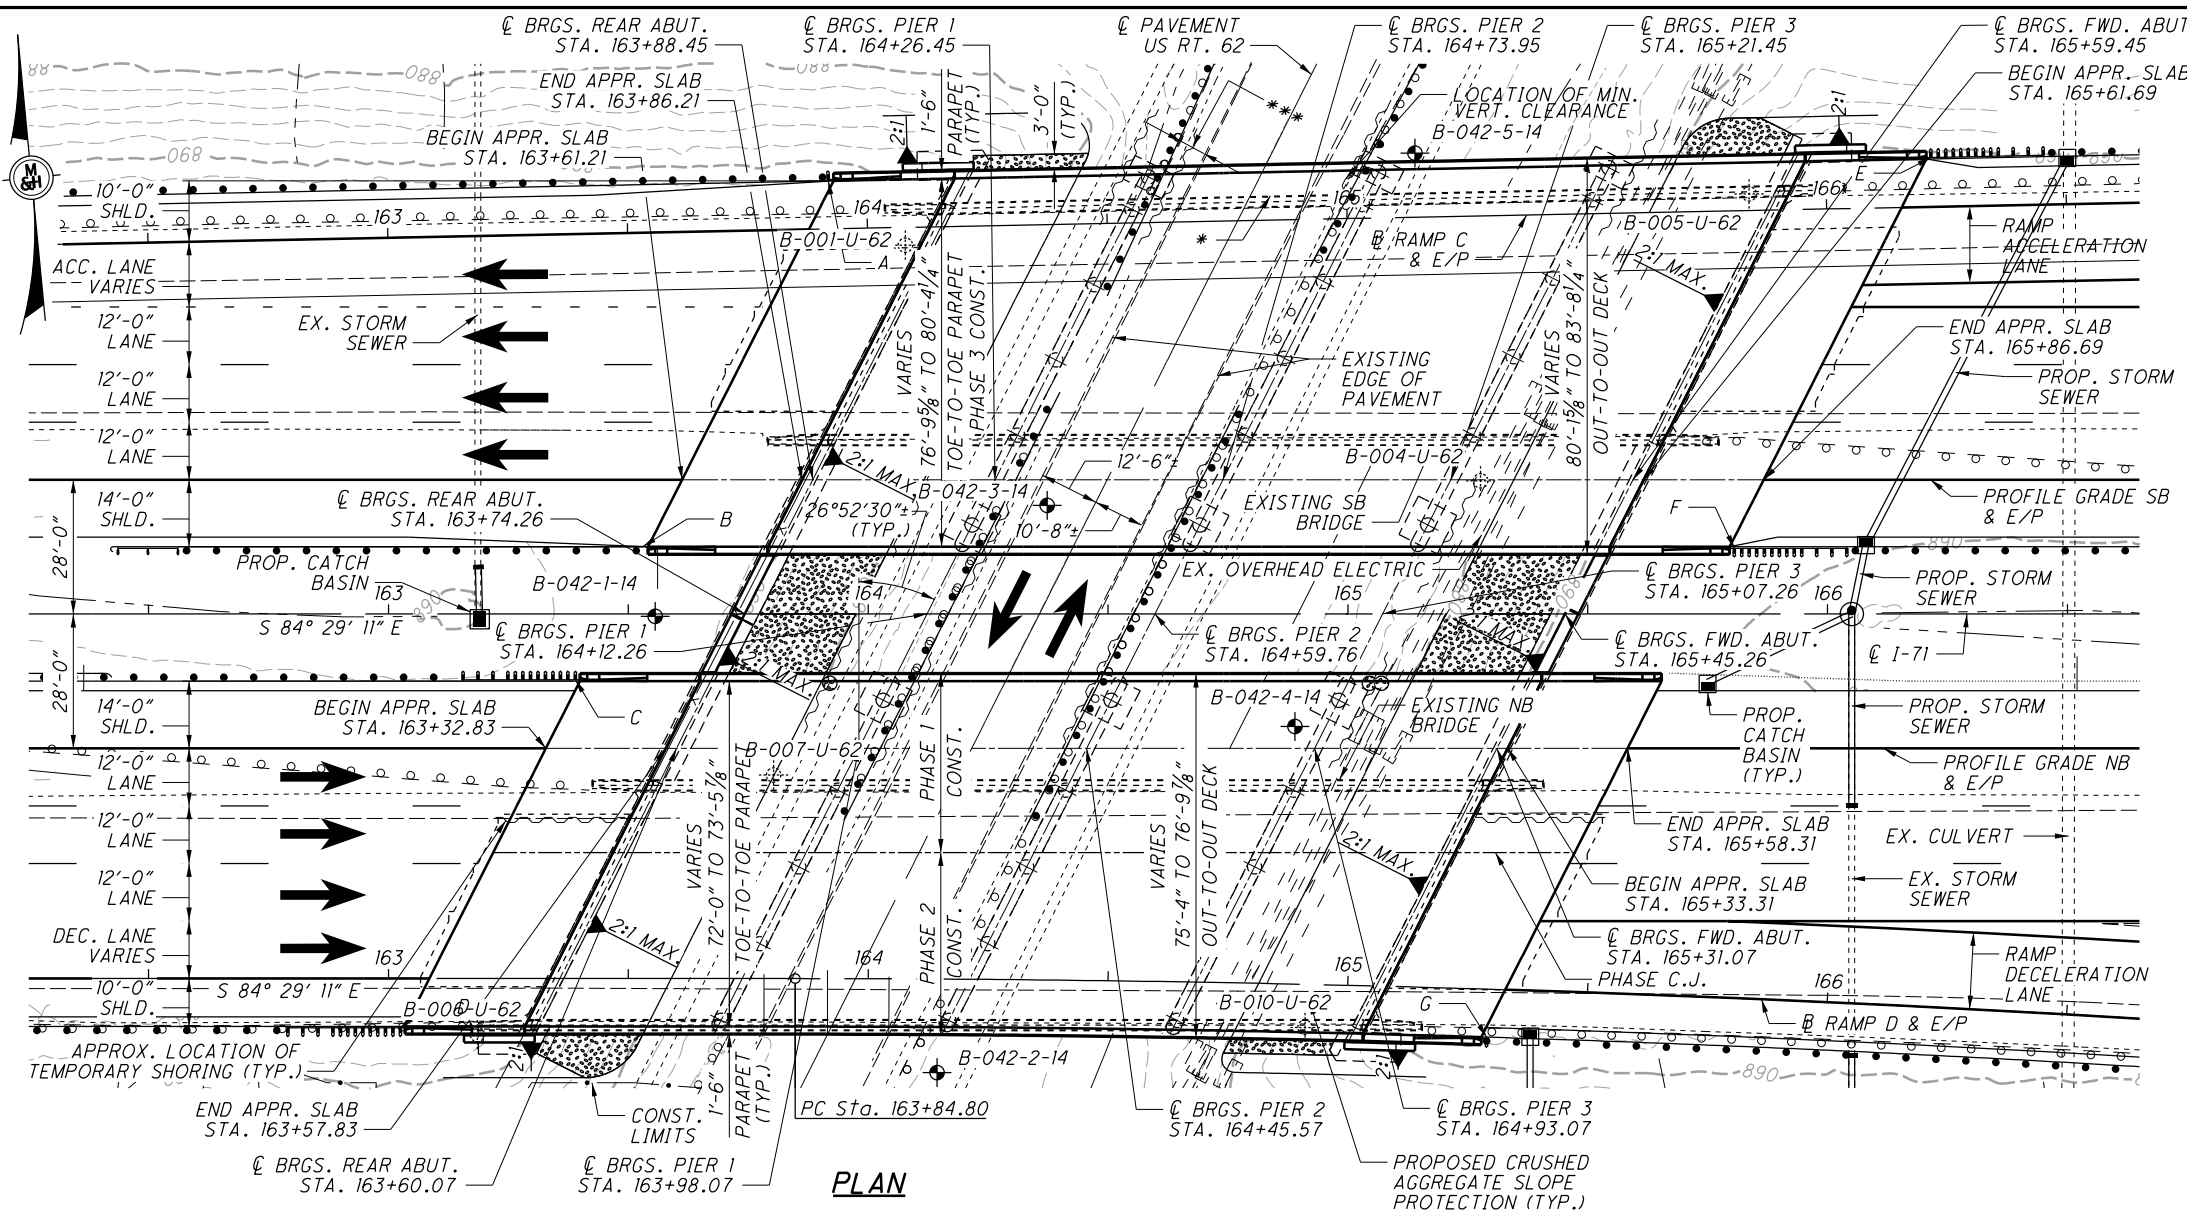 ℄ BRGS. REAR ABUT.
STA. 163+88.45
℄ BRGS. PIER 1
STA. 164+26.45
℄ PAVEMENT
US RT. 62
℄ BRGS. PIER 2
STA. 164+73.95
℄ BRGS. PIER 3
STA. 165+21.45
℄ BRGS. FWD. ABUT
STA. 165+59.45
END APPR. SLAB
STA. 163+86.21
BEGIN APPR. SLAB
STA. 165+61.69
BEGIN APPR. SLAB
STA. 163+61.21
LOCATION OF MIN.
VERT. CLEARANCE
B-042-5-14
880
880
88
890
2:1
1'-6"
PARAPET
(TYP.)
3'-0"
(TYP.)
***
2:1
M
&H
10'-0"
SHLD.
163
164
166
E
B-001-U-62
A
*
℄ RAMP C
& E/P
B-005-U-62
2:1 MAX.
RAMP
ACCELERATION
LANE
ACC. LANE
VARIES
12'-0"
LANE
12'-0"
LANE
12'-0"
LANE
14'-0"
SHLD.
EX. STORM
SEWER
VARIES
76'-9⅝" TO 80'-4¼"
TOE-TO-TOE PARAPET
PHASE 3 CONST.
EXISTING
EDGE OF
PAVEMENT
VARIES
80'-1⅝" TO 83'-8¼"
OUT-TO-OUT DECK
END APPR. SLAB
STA. 165+86.69
PROP. STORM
SEWER
2:1 MAX.
12'-6"±
B-004-U-62
℄ BRGS. REAR ABUT.
STA. 163+74.26
B
26°52'30"±
(TYP.)
B-042-3-14
10'-8"±
EXISTING SB
BRIDGE
F
PROFILE GRADE SB
& E/P
28'-0"
PROP. CATCH
BASIN
163
B-042-1-14
890
164
EX. OVERHEAD ELECTRIC
165
℄ BRGS. PIER 3
STA. 165+07.26
166
890
PROP. STORM
SEWER
S 84° 29' 11" E
℄ BRGS. PIER 1
STA. 164+12.26
℄ BRGS. PIER 2
STA. 164+59.76
℄ BRGS. FWD. ABUT.
STA. 165+45.26
℄ I-71
28'-0"
14'-0"
SHLD.
BEGIN APPR. SLAB
STA. 163+32.83
C
B-042-4-14
EXISTING NB
BRIDGE
PROP.
CATCH
BASIN
(TYP.)
PROP. STORM
SEWER
12'-0"
LANE
B-007-U-62
PROFILE GRADE NB
& E/P
12'-0"
LANE
12'-0"
LANE
VARIES
72'-0" TO 73'-5⅞"
TOE-TO-TOE PARAPET
PHASE 1
CONST.
VARIES
75'-4" TO 76'-9⅞"
OUT-TO-OUT DECK
2:1 MAX.
END APPR. SLAB
STA. 165+58.31
EX. CULVERT
BEGIN APPR. SLAB
STA. 165+33.31
EX. STORM
SEWER
DEC. LANE
VARIES
2:1 MAX.
PHASE 2
CONST.
℄ BRGS. FWD. ABUT.
STA. 165+31.07
PHASE C.J.
163
164
165
166
RAMP
DECELERATION
LANE
10'-0"
SHLD.
S 84° 29' 11" E
B-006-U-62
D
B-010-U-62
G
℄ RAMP D & E/P
APPROX. LOCATION OF
TEMPORARY SHORING (TYP.)
2:1
B-042-2-14
2:1
890
END APPR. SLAB
STA. 163+57.83
CONST.
LIMITS
1'-6"
PARAPET
(TYP.)
PC Sta. 163+84.80
℄ BRGS. PIER 2
STA. 164+45.57
℄ BRGS. PIER 3
STA. 164+93.07
℄ BRGS. REAR ABUT.
STA. 163+60.07
℄ BRGS. PIER 1
STA. 163+98.07
PLAN
PROPOSED CRUSHED
AGGREGATE SLOPE
PROTECTION (TYP.)